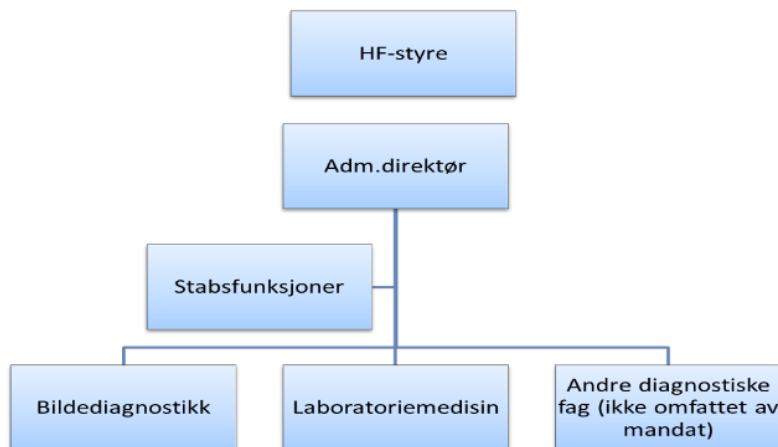 HF-styre
Adm.direktør
Stabsfunksjoner
Bildediagnostikk
Laboratoriemedisin
Andre diagnostiske
fag (ikke omfattet av
mandat)